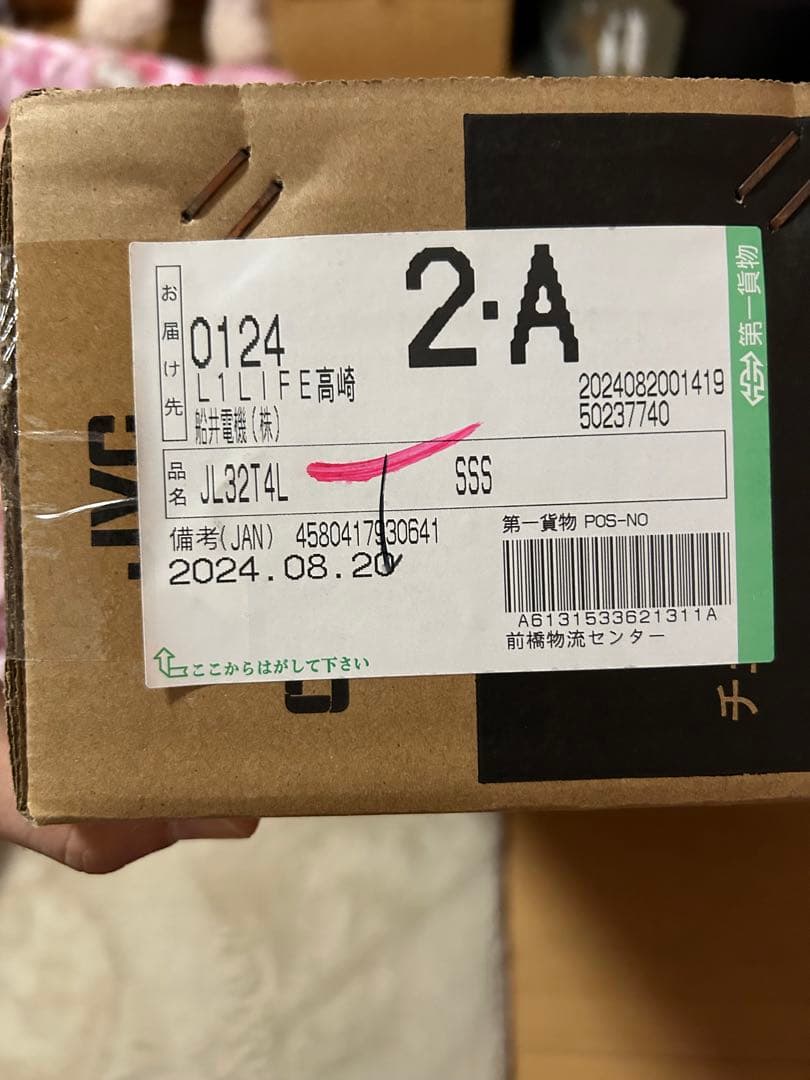 2・A
お届け先
0124
L1LIFE高崎
船井電機(株)
2024082001419
50237740
第一貨物
品名
JL32T4L
SSS
備考(JAN) 4580417930641
2024.08.20
第一貨物 POS-NO
A6131533621311A
前橋物流センター
ここからはがして下さい
チ